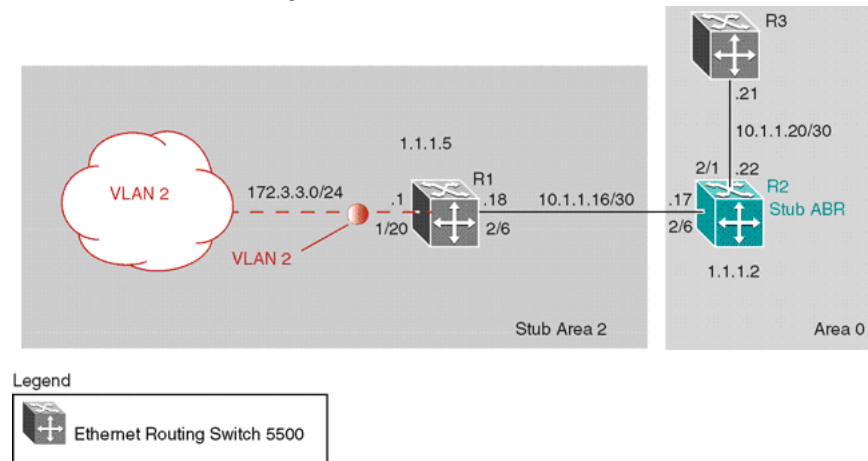 R3
.21
10.1.1.20/30
1.1.1.5
2/1
.22
R1
R2
VLAN 2
172.3.3.0/24
.1
.18
10.1.1.16/30
.17
Stub ABR
1/20
2/6
2/6
VLAN 2
1.1.1.2
Stub Area 2
Area 0
Legend
Ethernet Routing Switch 5500